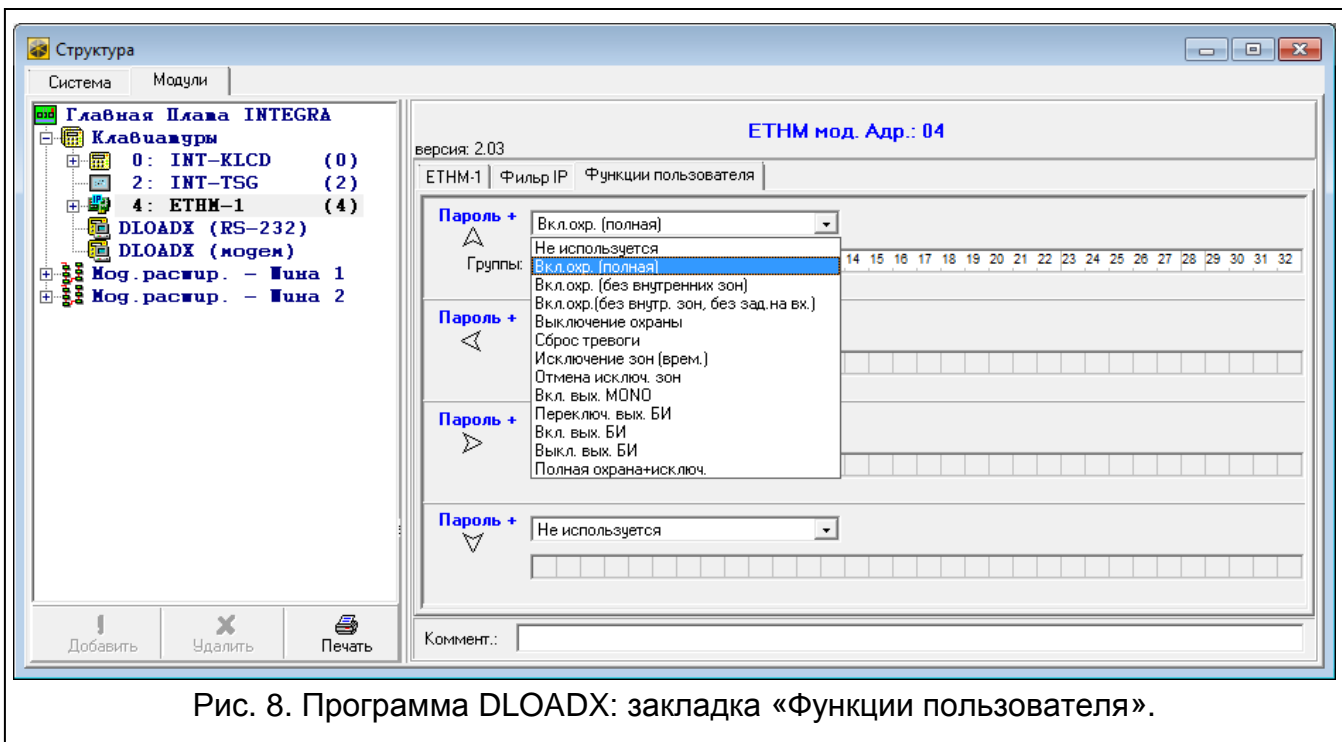 Структура
Система Модули
Главная Плата INTEGRA
Клавиатуры
0: INT-KLCD (0)
2: INT-TSG (2)
4: ETHM-1 (4)
DLOADX (RS-232)
DLOADX (модем)
Мод.расшир. - Шина 1
Мод.расшир. - Шина 2
Добавить Удалить Печать
ETHM мод. Адр.: 04
версия: 2.03
ETHM-1 Фильр IP Функции пользователя
Пароль +
Вкл.охр. (полная)
Группы:
14 15 16 17 18 19 20 21 22 23 24 25 26 27 28 29 30 31 32
Не используется
Вкл.охр. (полная)
Вкл.охр. (без внутренних зон)
Вкл.охр.(без внутр. зон, без зад.на вх.)
Выключение охраны
Сброс тревоги
Исключение зон (врем.)
Отмена исключ. зон
Вкл. вых. MONO
Переключ. вых. БИ
Вкл. вых. БИ
Выкл. вых. БИ
Полная охрана+исключ.
Пароль +
Пароль +
Пароль +
Не используется
Коммент.:
Рис. 8. Программа DLOADX: закладка «Функции пользователя».